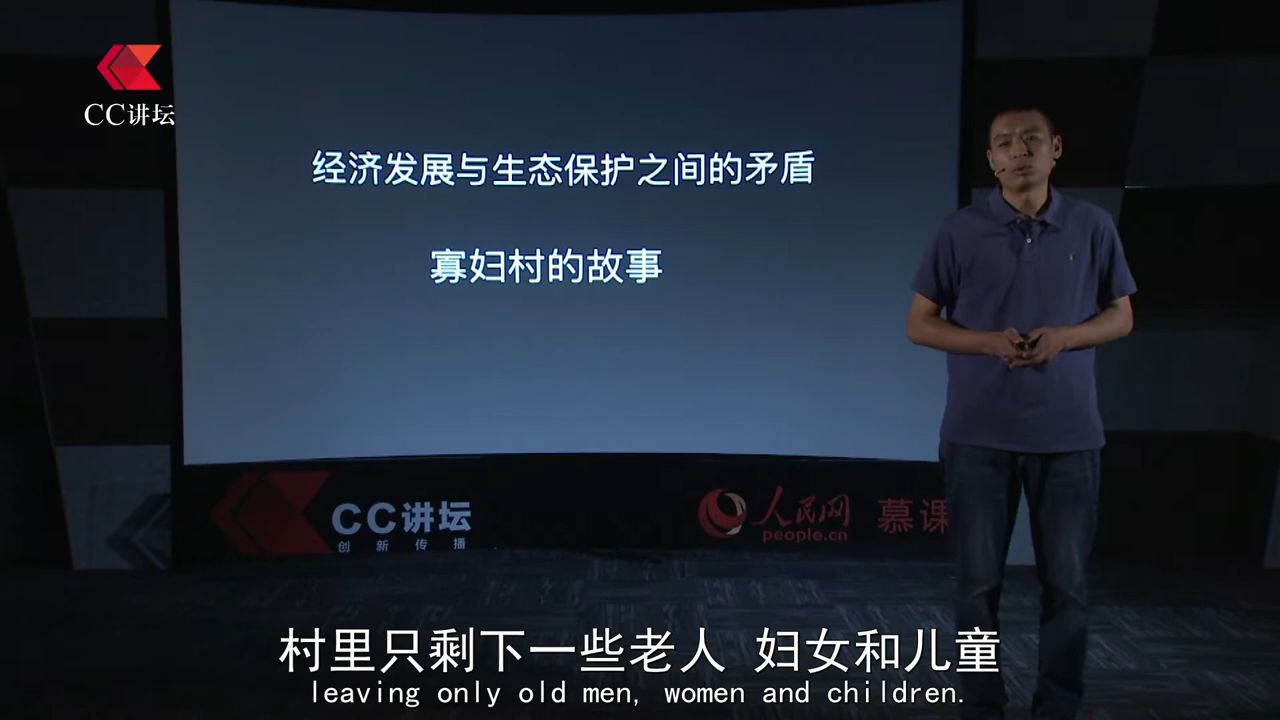 CC讲坛
经济发展与生态保护之间的矛盾
寡妇村的故事
CC讲坛
创新传播
人民网
people.cn
慕课
村里只剩下一些老人 妇女和儿童
leaving only old men, women and children.